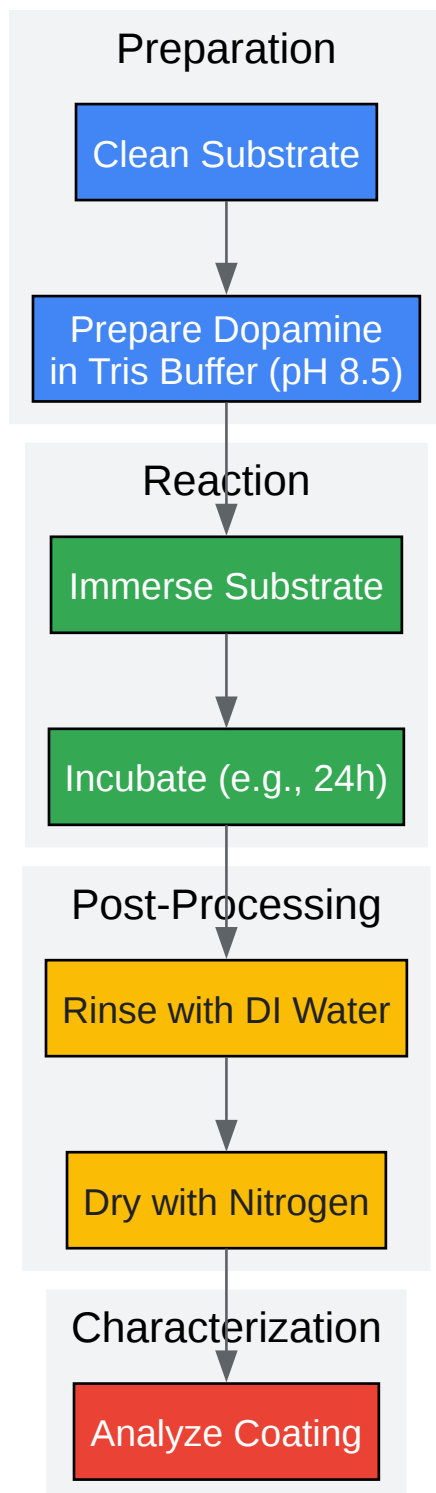 Preparation
Clean Substrate
Prepare Dopamine
in Tris Buffer (pH 8.5)
Reaction
Immerse Substrate
Incubate (e.g., 24h)
Post-Processing
Rinse with DI Water
Dry with Nitrogen
Characterization
Analyze Coating